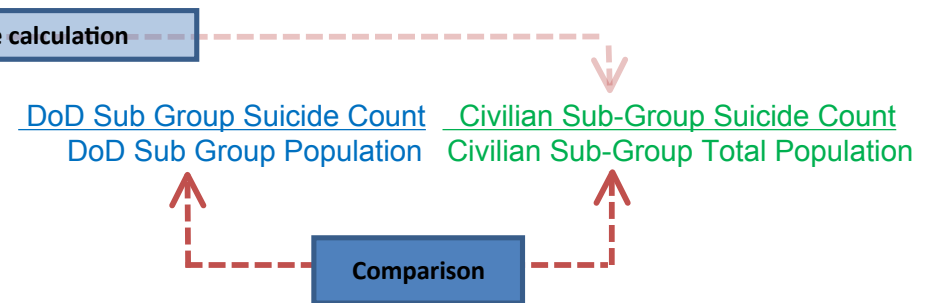 e calculation
DoD Sub Group Suicide Count Civilian Sub-Group Suicide Count
DoD Sub Group Population Civilian Sub-Group Total Population
Comparison